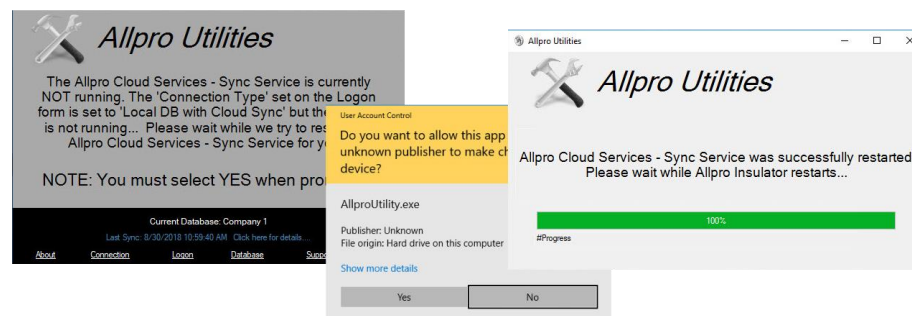 Allpro Utilities
The Allpro Cloud Services - Sync Service is currently
NOT running. The 'Connection Type' set on the Logon
form is set to 'Local DB with Cloud Sync' but the
is not running... Please wait while we try to
Allpro Cloud Services - Sync Service for
NOTE: You must select YES when
Current Database: Company 1
Last Sync: 8/30/2018 10:59:40 AM Click here for details...
About Connection Logon Database
User Account Control
Do you want to allow this app
unknown publisher to make
device?
AllproUtility.exe
Publisher: Unknown
File origin: Hard drive on this computer
Show more details
Yes No
Allpro Utilities
Allpro Utilities
Allpro Cloud Services - Sync Service was successfully restarted
Please wait while Allpro Insulator restarts...
100%
#Progress